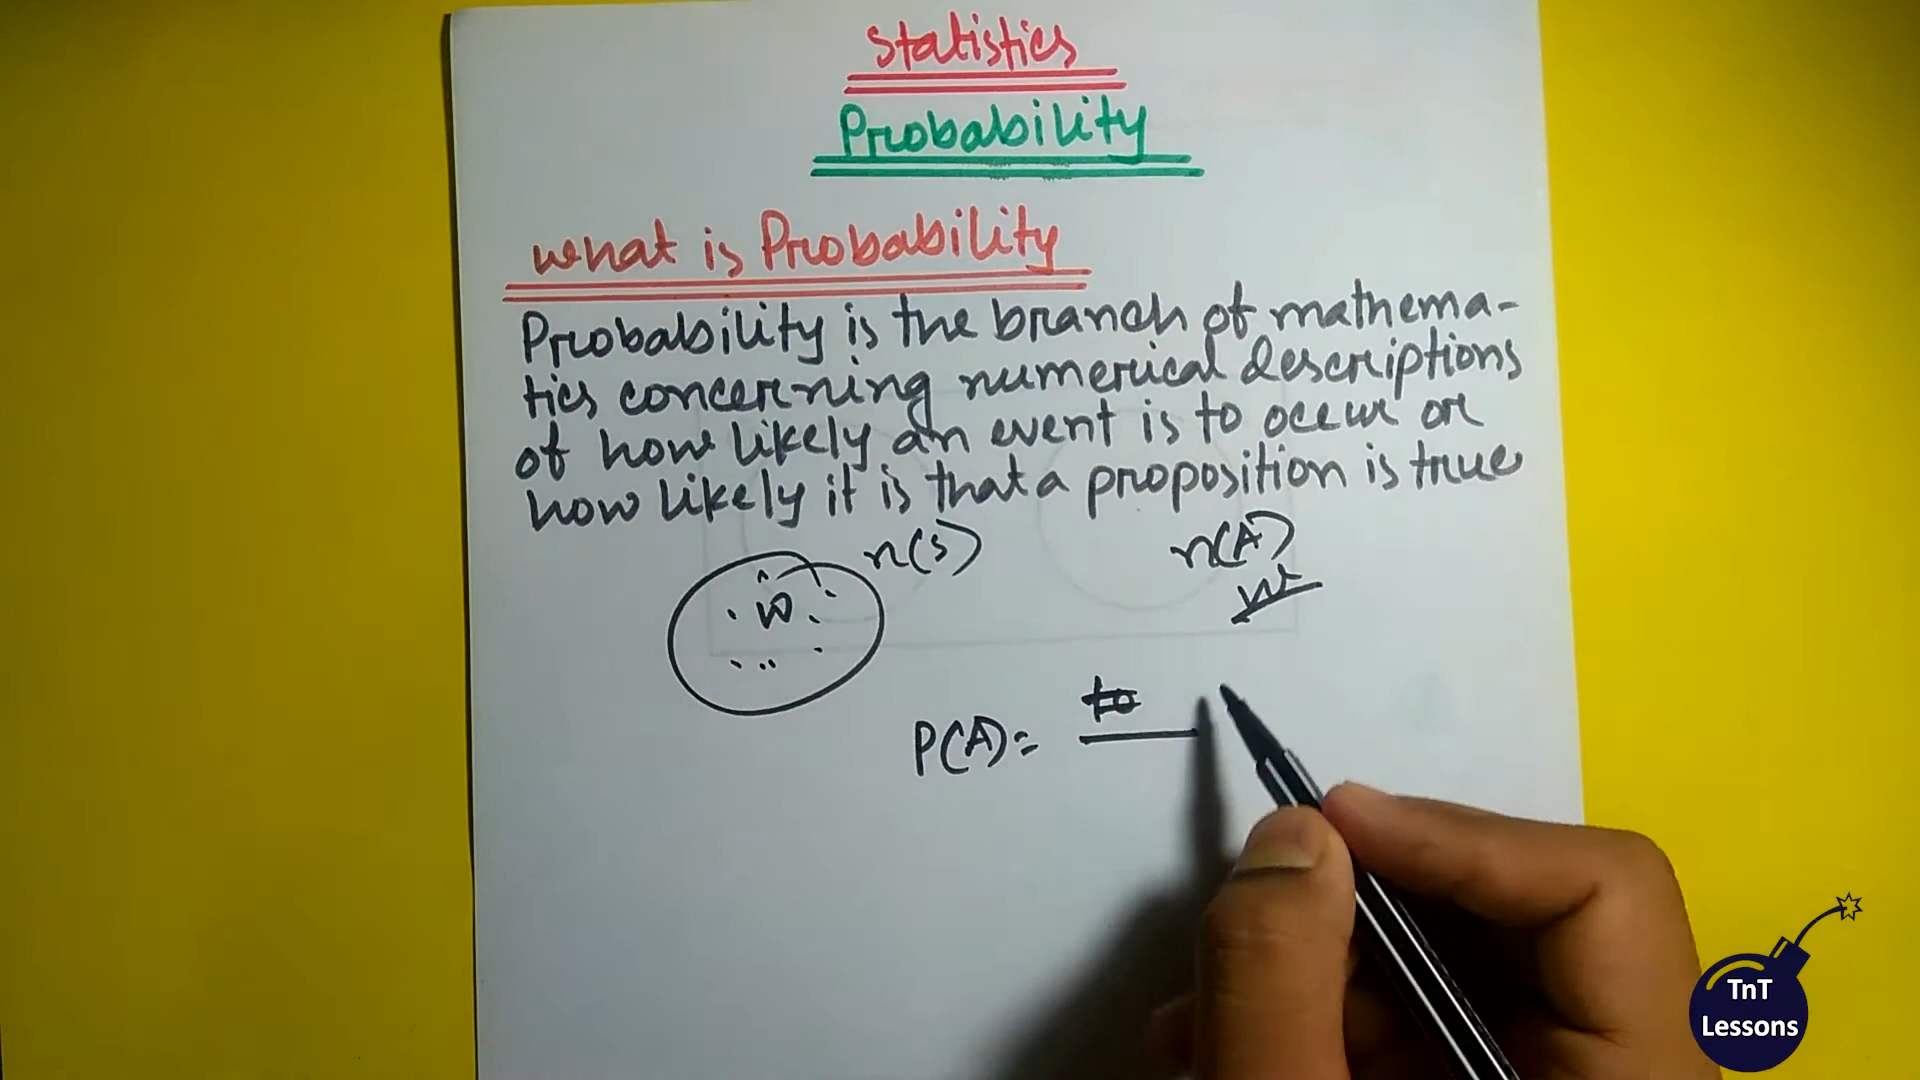 Statistics
Probability
what is Probability
Probability is the branch of mathema-
tics concerning numerical descriptions
of how likely an event is to occur or
how likely it is that a proposition is true
n(S) n(A)
P(A)=
TnT
Lessons